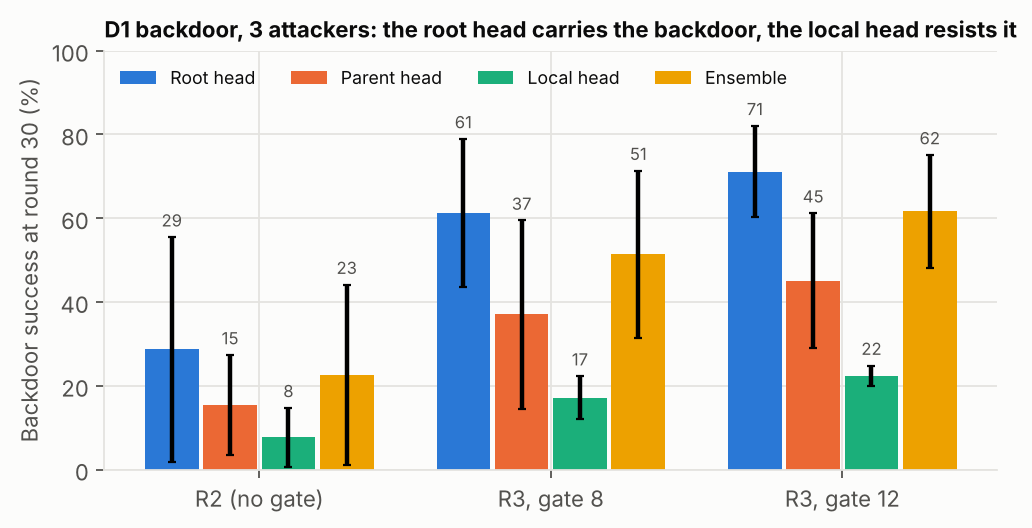 D1 backdoor, 3 attackers: the root head carries the backdoor, the local head resists it
Root head Parent head Local head Ensemble
Backdoor success at round 30 (%)
100
80
60
40
20
0
29 15 8 23
61 37 17 51
71 45 22 62
R2 (no gate) R3, gate 8 R3, gate 12